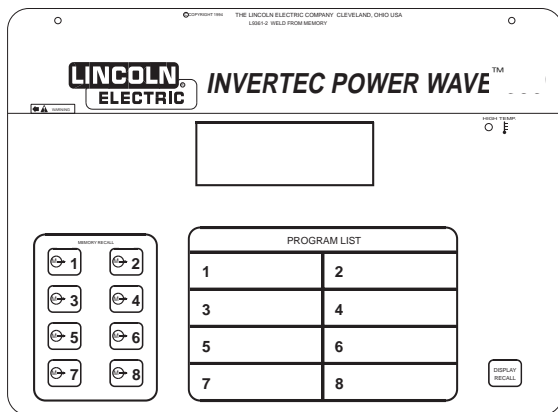 ©COPYRIGHT 1994 THE LINCOLN ELECTRIC COMPANY CLEVELAND, OHIO USA
L9361-2 WELD FROM MEMORY
LINCOLN
ELECTRIC
INVERTEC POWER WAVE™
WARNING
HIGH TEMP.
MEMORY RECALL
M 1
M 2
M 3
M 4
M 5
M 6
M 7
M 8
PROGRAM LIST
1 2
3 4
5 6
7 8
DISPLAY
RECALL